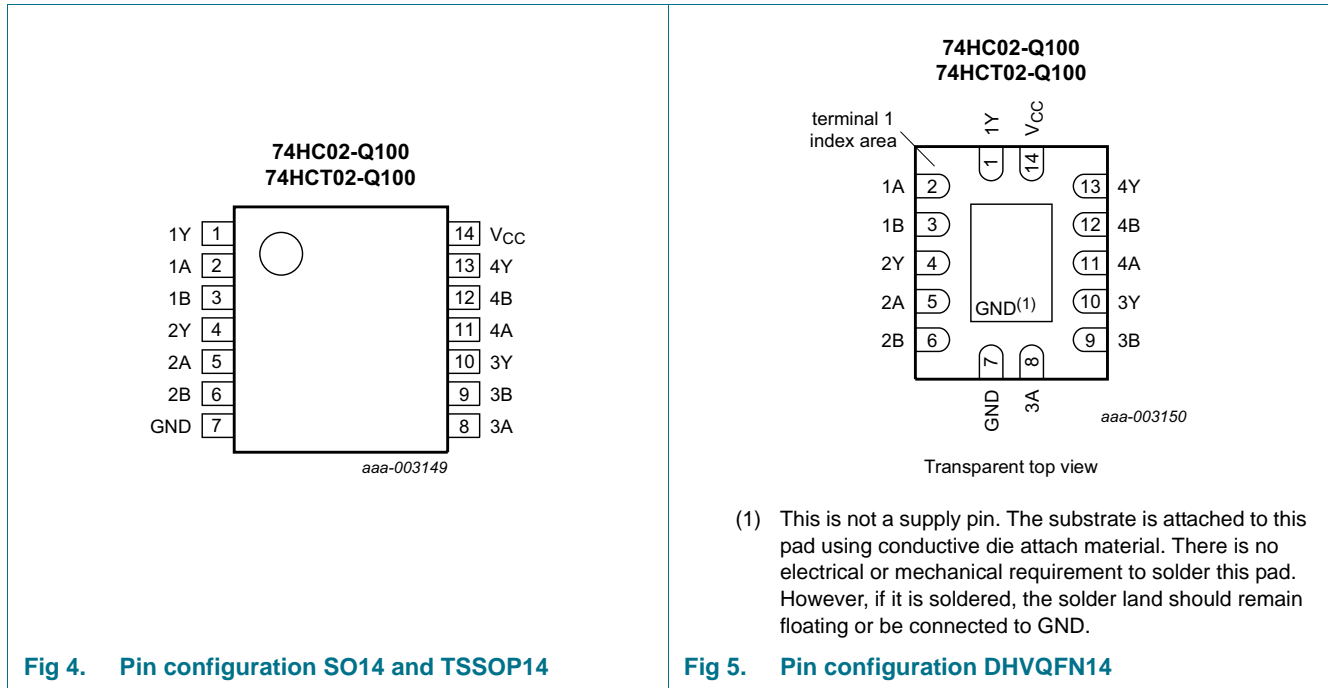 74HC02-Q100
74HCT02-Q100
1Y 1
1A 2
1B 3
2Y 4
2A 5
2B 6
GND 7
14 VCC
13 4Y
12 4B
11 4A
10 3Y
9 3B
8 3A
aaa-003149
Fig 4. Pin configuration SO14 and TSSOP14
74HC02-Q100
74HCT02-Q100
terminal 1
index area
1Y
VCC
1
14
1A 2
1B 3
2Y 4
2A 5
2B 6
13 4Y
12 4B
11 4A
10 3Y
9 3B
GND(1)
7
8
GND
3A
aaa-003150
Transparent top view
(1) This is not a supply pin. The substrate is attached to this
pad using conductive die attach material. There is no
electrical or mechanical requirement to solder this pad.
However, if it is soldered, the solder land should remain
floating or be connected to GND.
Fig 5. Pin configuration DHVQFN14